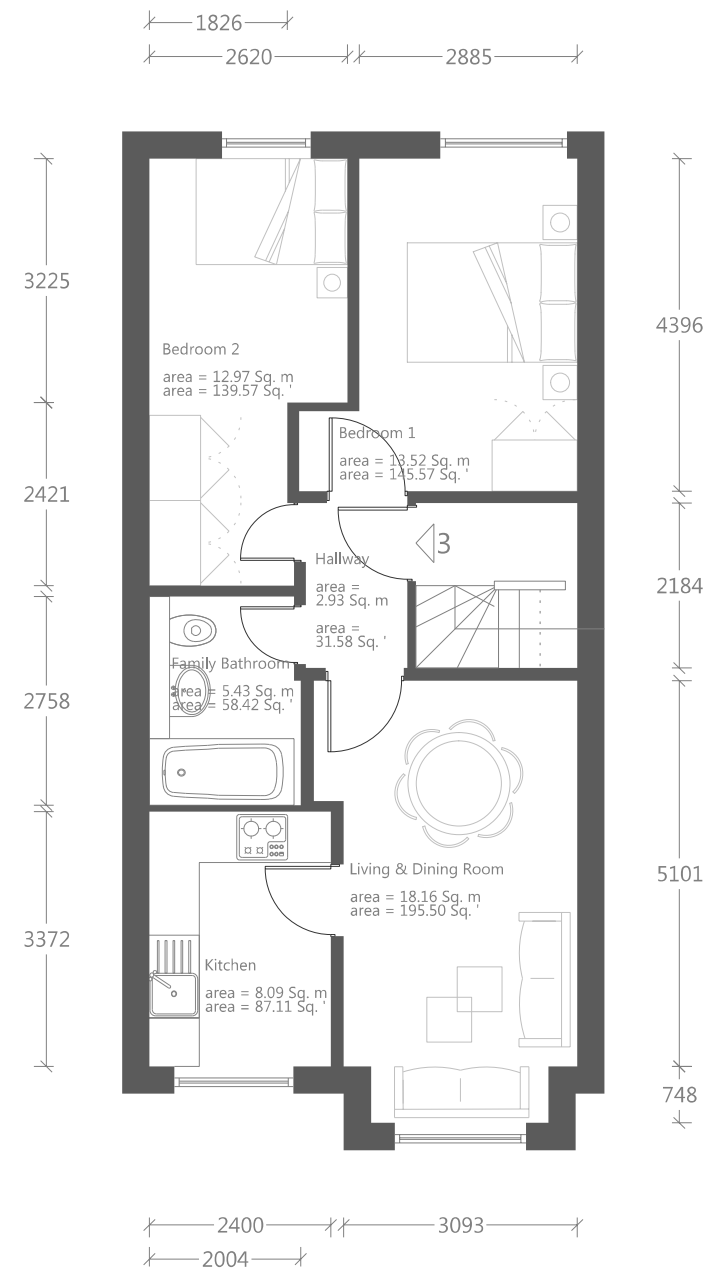 1826
2620
2885
3225
4396
Bedroom 2
area = 12.97 Sq. m
area = 139.57 Sq. '
Bedroom 1
area = 13.52 Sq. m
area = 145.57 Sq. '
2421
3
Hallway
area =
2.93 Sq. m
area =
31.58 Sq. '
2184
Family Bathroom
area = 5.43 Sq. m
area = 58.42 Sq. '
2758
Living & Dining Room
area = 18.16 Sq. m
area = 195.50 Sq. '
5101
3372
Kitchen
area = 8.09 Sq. m
area = 87.11 Sq. '
748
2400
3093
2004